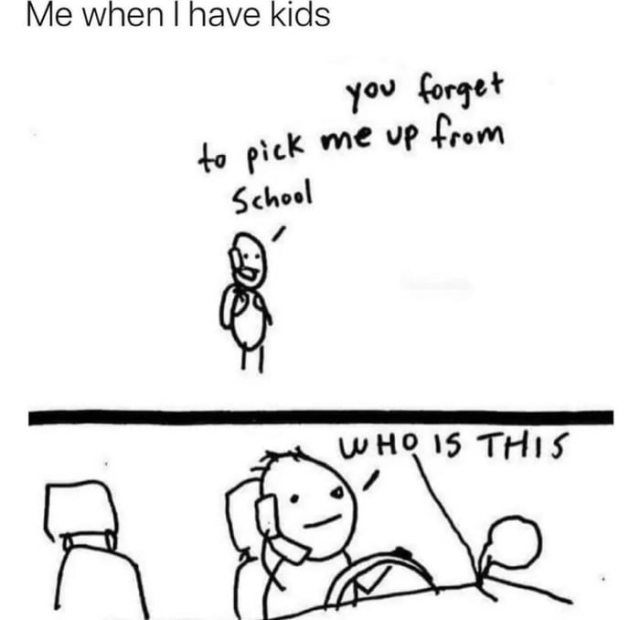 Me when I have kids
you forget
to pick me up from
School
WHO IS THIS